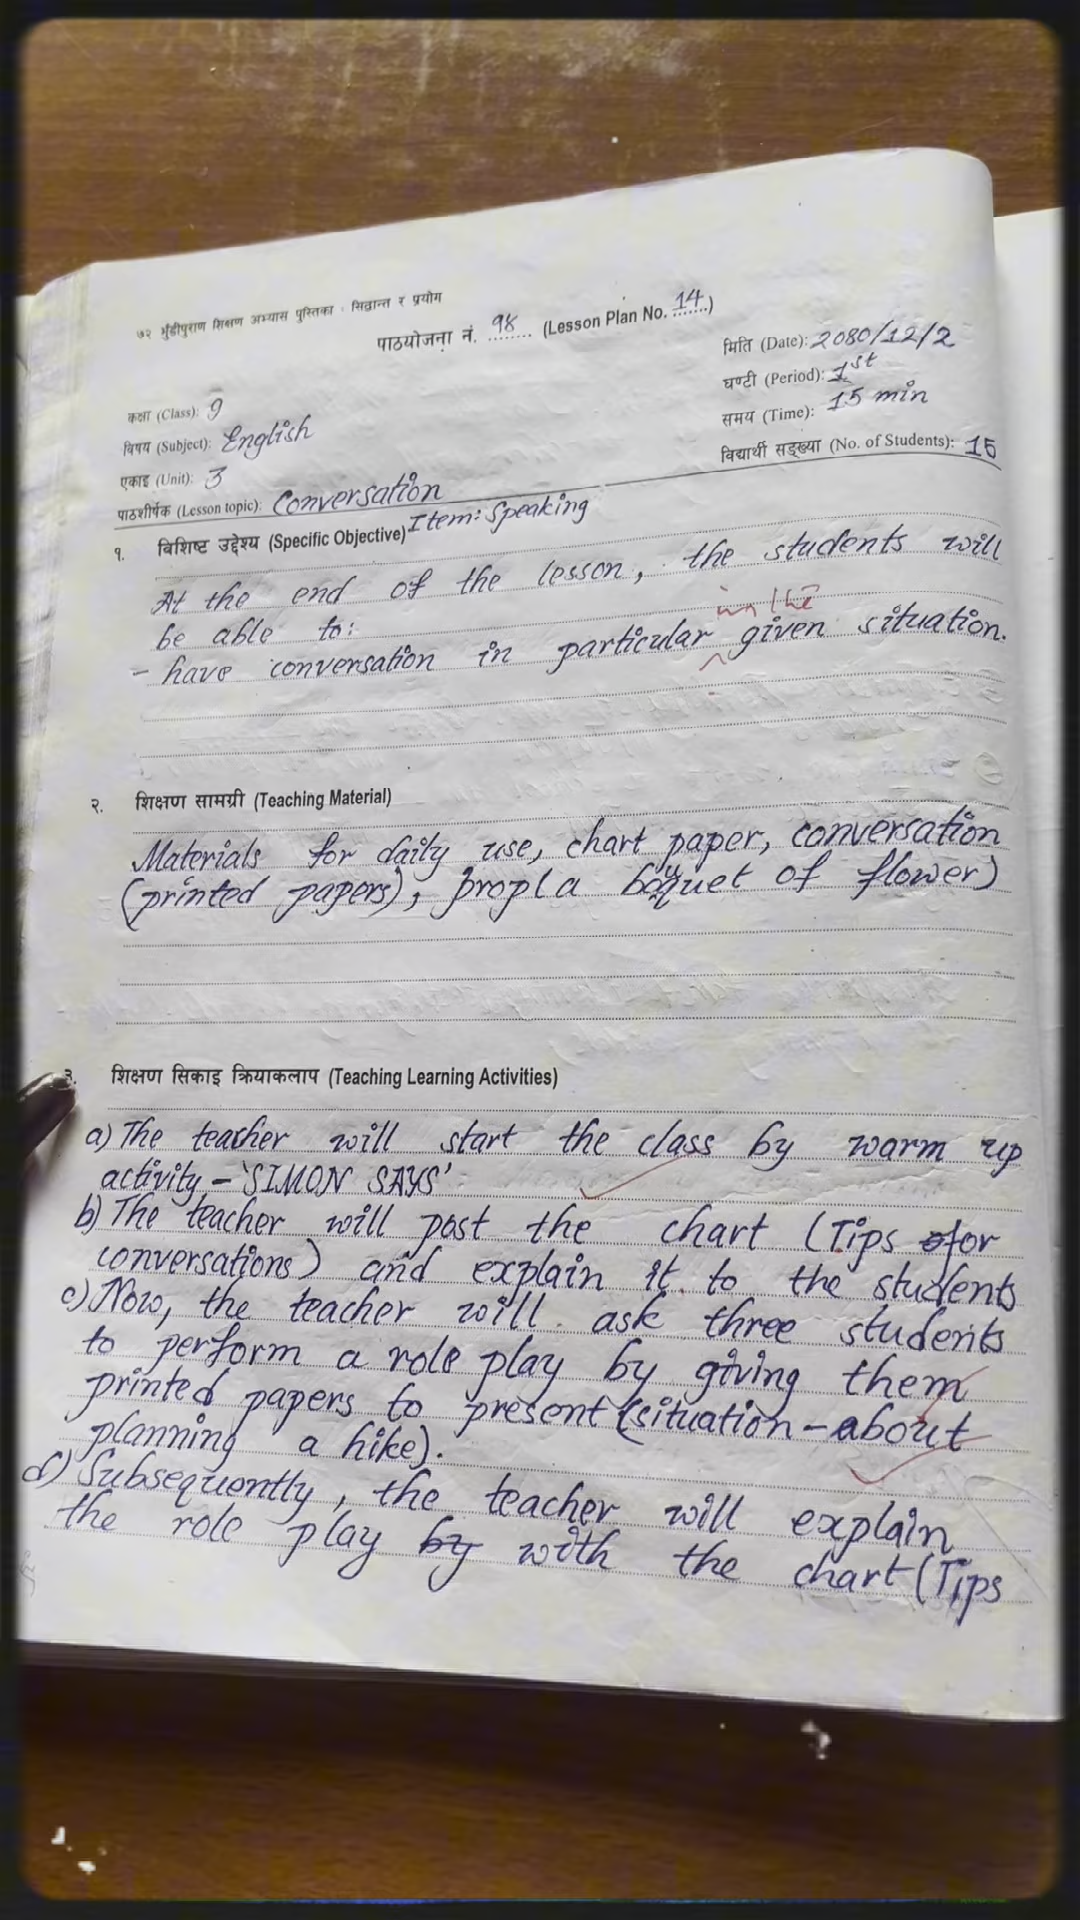 ७२ भुँडीपुराण शिक्षण अभ्यास पुस्तिका : सिद्धान्त र प्रयोग
पाठयोजना नं. १४ (Lesson Plan No. 14)
मिति (Date): 2080/12/2
घण्टी (Period): 1st
समय (Time): 15 min
विद्यार्थी सङ्ख्या (No. of Students): 15
कक्षा (Class): 9
विषय (Subject): English
एकाइ (Unit): 3
पाठशीर्षक (Lesson topic): Conversation
Item: Speaking
१. विशिष्ट उद्देश्य (Specific Objective)
At the end of the lesson, the students will
be able to:
in the
- have conversation in particular given situation.
२. शिक्षण सामग्री (Teaching Material)
Materials for daily use, chart paper, conversation
(printed papers), prop(a boquet of flower)
३. शिक्षण सिकाइ क्रियाकलाप (Teaching Learning Activities)
a) The teacher will start the class by warm up
activity - 'SIMON SAYS'
b) The teacher will post the chart (Tips for
conversations) and explain it to the students
c) Now, the teacher will ask three students
to perform a role play by giving them
printed papers to present (situation - about
planning a hike).
d) Subsequently, the teacher will explain
the role play by with the chart (Tips